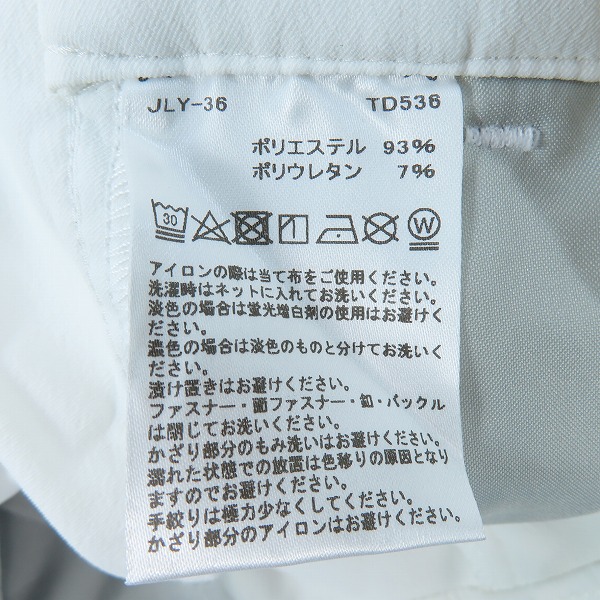 JLY-36 TD536
ポリエステル 93%
ポリウレタン 7%
30 W
アイロンの際は当て布をご使用ください。
洗濯時はネットに入れてお洗いください。
淡色の場合は蛍光増白剤の使用はお避けく
ださい。
濃色の場合は淡色のものと分けてお洗いく
ださい。
漬け置きはお避けください。
ファスナー・面ファスナー・釦・バックル
は閉じてお洗いください。
かざり部分のもみ洗いはお避けください。
濡れた状態での放置は色移りの原因となり
ますのでお避けください。
手絞りは極力少なくしてください。
かざり部分のアイロンはお避けください。